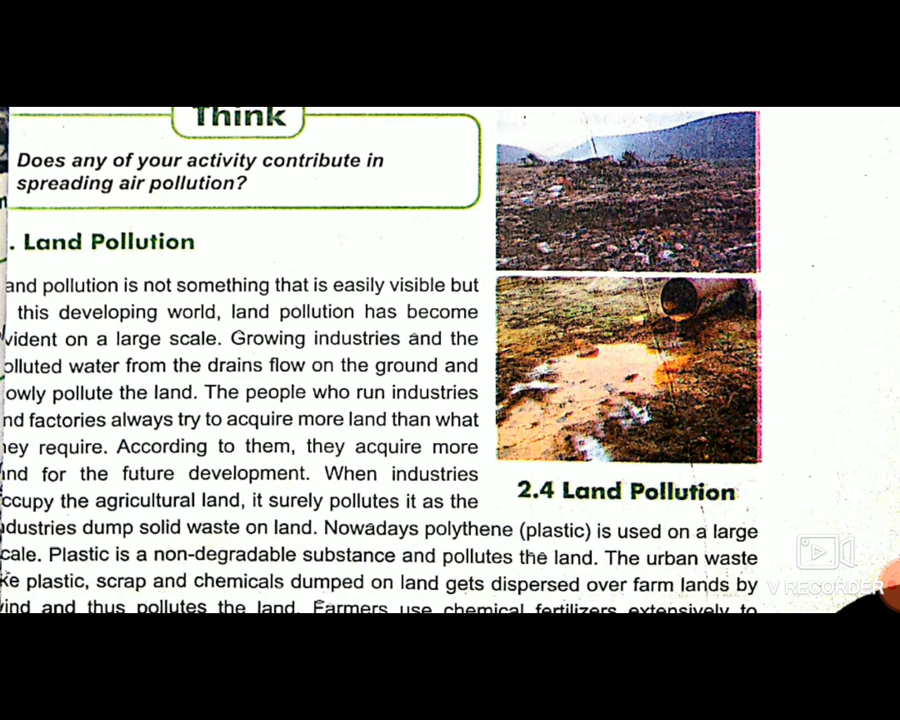 Think
Does any of your activity contribute in
spreading air pollution?
. Land Pollution
and pollution is not something that is easily visible but
this developing world, land pollution has become
vident on a large scale. Growing industries and the
olluted water from the drains flow on the ground and
owly pollute the land. The people who run industries
nd factories always try to acquire more land than what
ey require. According to them, they acquire more
nd for the future development. When industries
ccupy the agricultural land, it surely pollutes it as the
2.4 Land Pollution
dustries dump solid waste on land. Nowadays polythene (plastic) is used on a large
cale. Plastic is a non-degradable substance and pollutes the land. The urban waste
ke plastic, scrap and chemicals dumped on land gets dispersed over farm lands by
ind and thus pollutes the land. Farmers use chemical fertilizers extensively to
V RECORDER